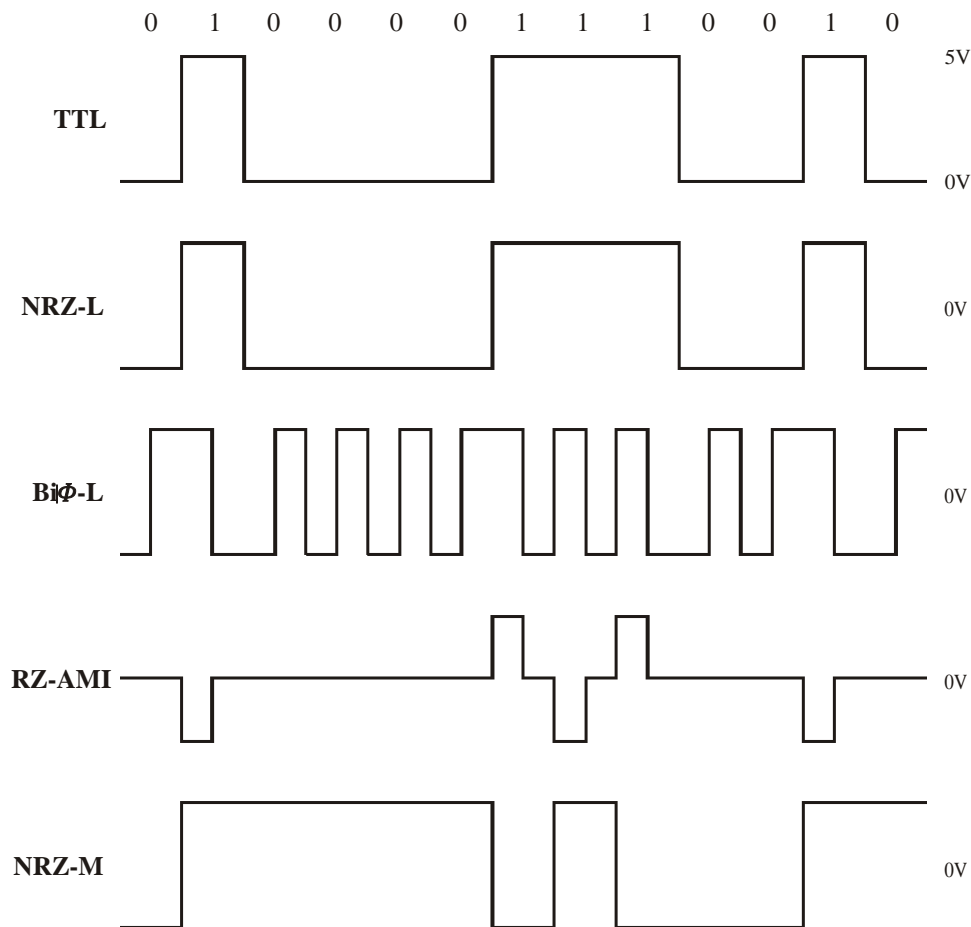 0 1 0 0 0 0 1 1 1 0 0 1 0
5V
TTL
0V
NRZ-L 0V
BiΦ-L 0V
RZ-AMI 0V
NRZ-M 0V